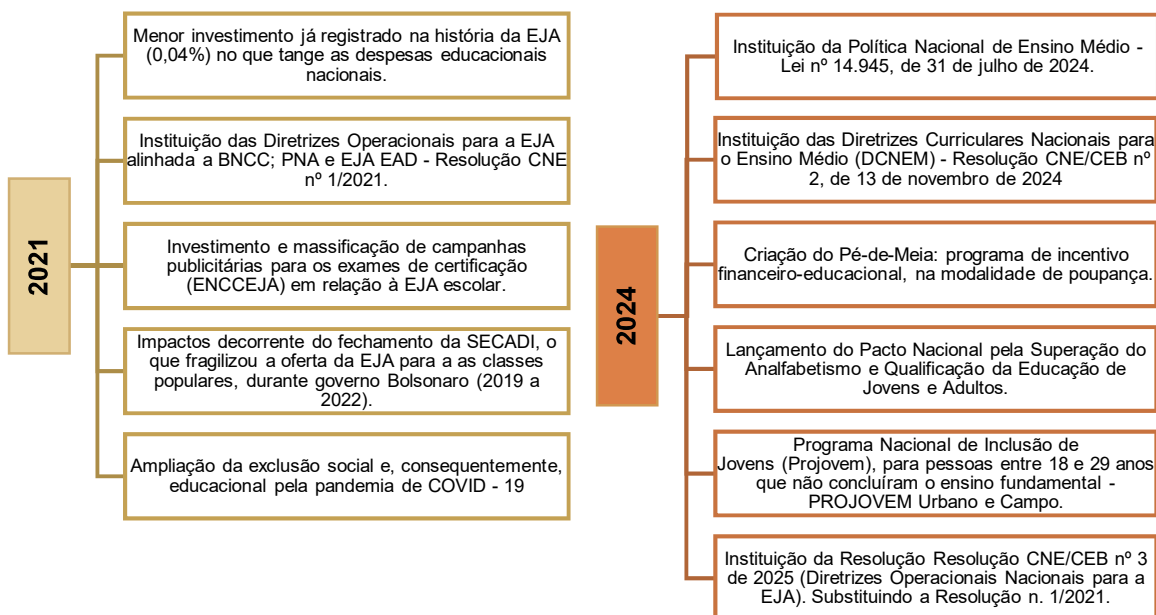 2021
Menor investimento já registrado na história da EJA
(0,04%) no que tange as despesas educacionais
nacionais.
Instituição das Diretrizes Operacionais para a EJA
alinhada a BNCC; PNA e EJA EAD - Resolução CNE
nº 1/2021.
Investimento e massificação de campanhas
publicitárias para os exames de certificação
(ENCCEJA) em relação à EJA escolar.
Impactos decorrente do fechamento da SECADI, o
que fragilizou a oferta da EJA para a as classes
populares, durante governo Bolsonaro (2019 a
2022).
Ampliação da exclusão social e, consequentemente,
educacional pela pandemia de COVID - 19
2024
Instituição da Política Nacional de Ensino Médio -
Lei nº 14.945, de 31 de julho de 2024.
Instituição das Diretrizes Curriculares Nacionais para
o Ensino Médio (DCNEM) - Resolução CNE/CEB nº
2, de 13 de novembro de 2024
Criação do Pé-de-Meia: programa de incentivo
financeiro-educacional, na modalidade de poupança.
Lançamento do Pacto Nacional pela Superação do
Analfabetismo e Qualificação da Educação de
Jovens e Adultos.
Programa Nacional de Inclusão de
Jovens (Projovem), para pessoas entre 18 e 29 anos
que não concluíram o ensino fundamental -
PROJOVEM Urbano e Campo.
Instituição da Resolução Resolução CNE/CEB nº 3
de 2025 (Diretrizes Operacionais Nacionais para a
EJA). Substituindo a Resolução n. 1/2021.